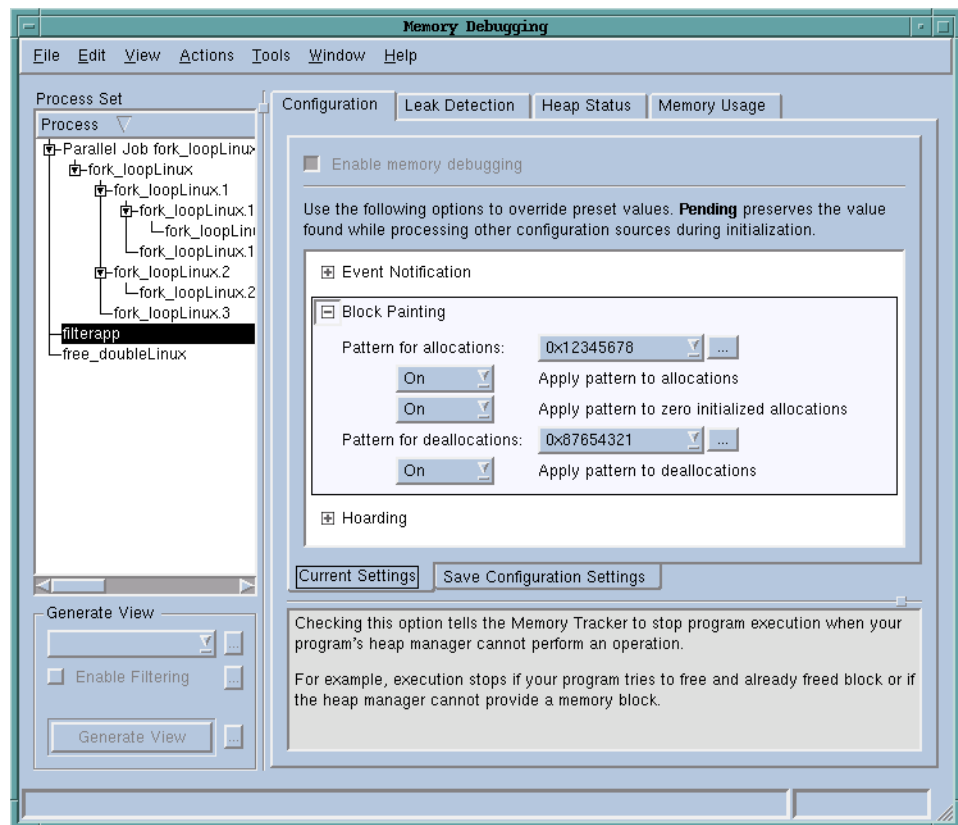 Memory Debugging
File Edit View Actions Tools Window Help
Process Set
Process
Parallel Job fork_loopLinux
fork_loopLinux
fork_loopLinux.1
fork_loopLinux.1
fork_loopLin
fork_loopLinux.1
fork_loopLinux.2
fork_loopLinux.2
fork_loopLinux.3
filterapp
free_doubleLinux
Generate View
...
Enable Filtering
...
Generate View
...
Configuration Leak Detection Heap Status Memory Usage
Enable memory debugging
Use the following options to override preset values. Pending preserves the value
found while processing other configuration sources during initialization.
Event Notification
Block Painting
Pattern for allocations: 0x12345678 ...
On Apply pattern to allocations
On Apply pattern to zero initialized allocations
Pattern for deallocations: 0x87654321 ...
On Apply pattern to deallocations
Hoarding
Current Settings Save Configuration Settings
Checking this option tells the Memory Tracker to stop program execution when your
program's heap manager cannot perform an operation.
For example, execution stops if your program tries to free and already freed block or if
the heap manager cannot provide a memory block.